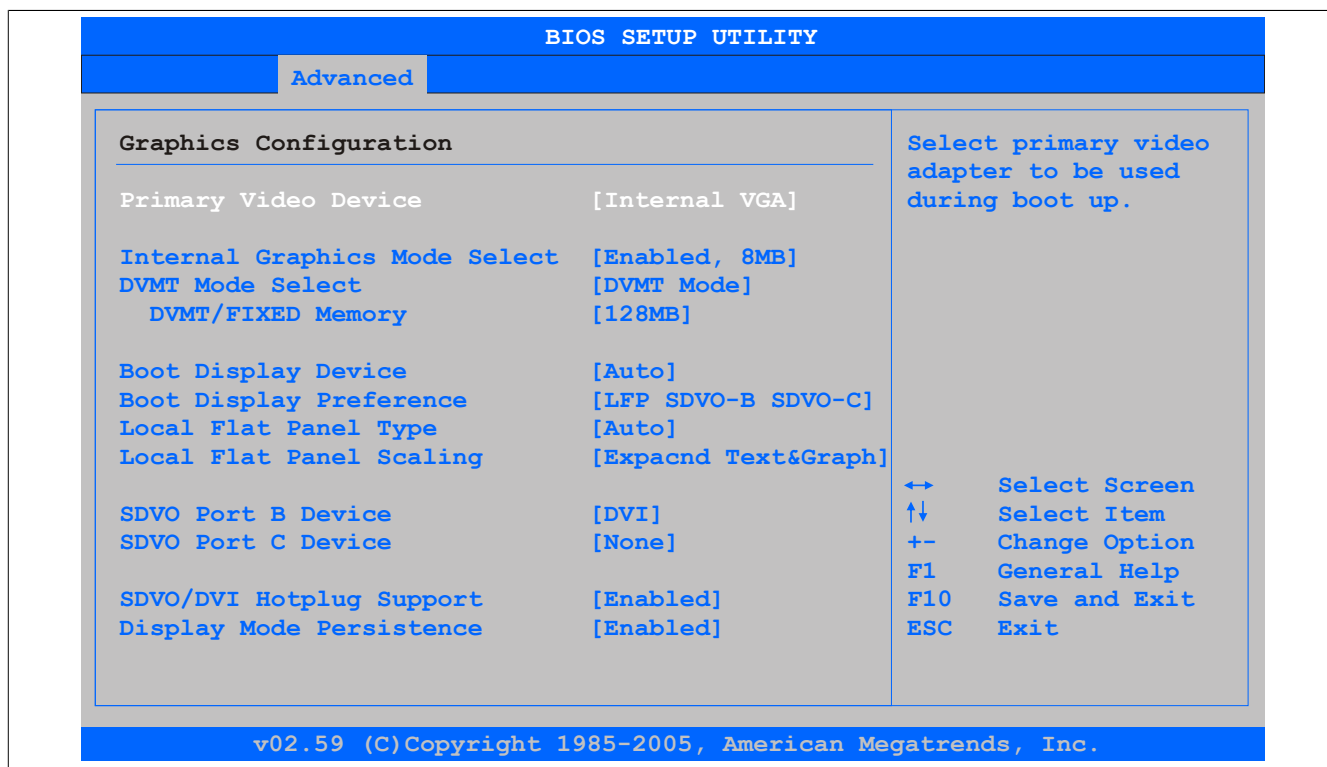 BIOS SETUP UTILITY
Advanced
Graphics Configuration
Primary Video Device [Internal VGA]
Internal Graphics Mode Select [Enabled, 8MB]
DVMT Mode Select [DVMT Mode]
DVMT/FIXED Memory [128MB]
Boot Display Device [Auto]
Boot Display Preference [LFP SDVO-B SDVO-C]
Local Flat Panel Type [Auto]
Local Flat Panel Scaling [Expacnd Text&Graph]
SDVO Port B Device [DVI]
SDVO Port C Device [None]
SDVO/DVI Hotplug Support [Enabled]
Display Mode Persistence [Enabled]
Select primary video
adapter to be used
during boot up.
↔ Select Screen
↑↓ Select Item
+- Change Option
F1 General Help
F10 Save and Exit
ESC Exit
v02.59 (C)Copyright 1985-2005, American Megatrends, Inc.